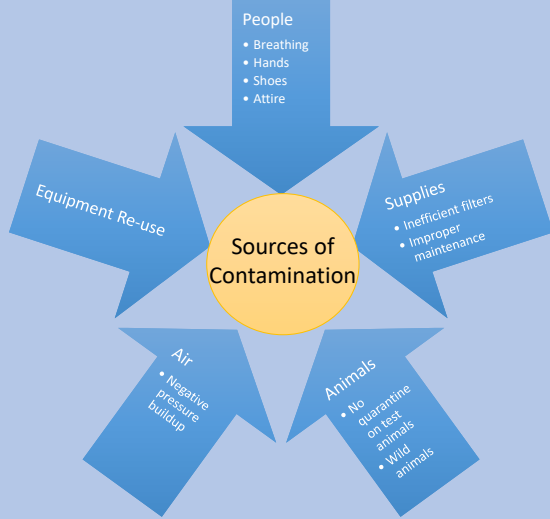 People
• Breathing
• Hands
• Shoes
• Attire
Supplies
• Inefficient filters
• Improper
maintenance
Animals
• No
quarantine
on test
animals
• Wild
animals
Air
• Negative
pressure
buildup
Equipment Re-use
Sources of
Contamination